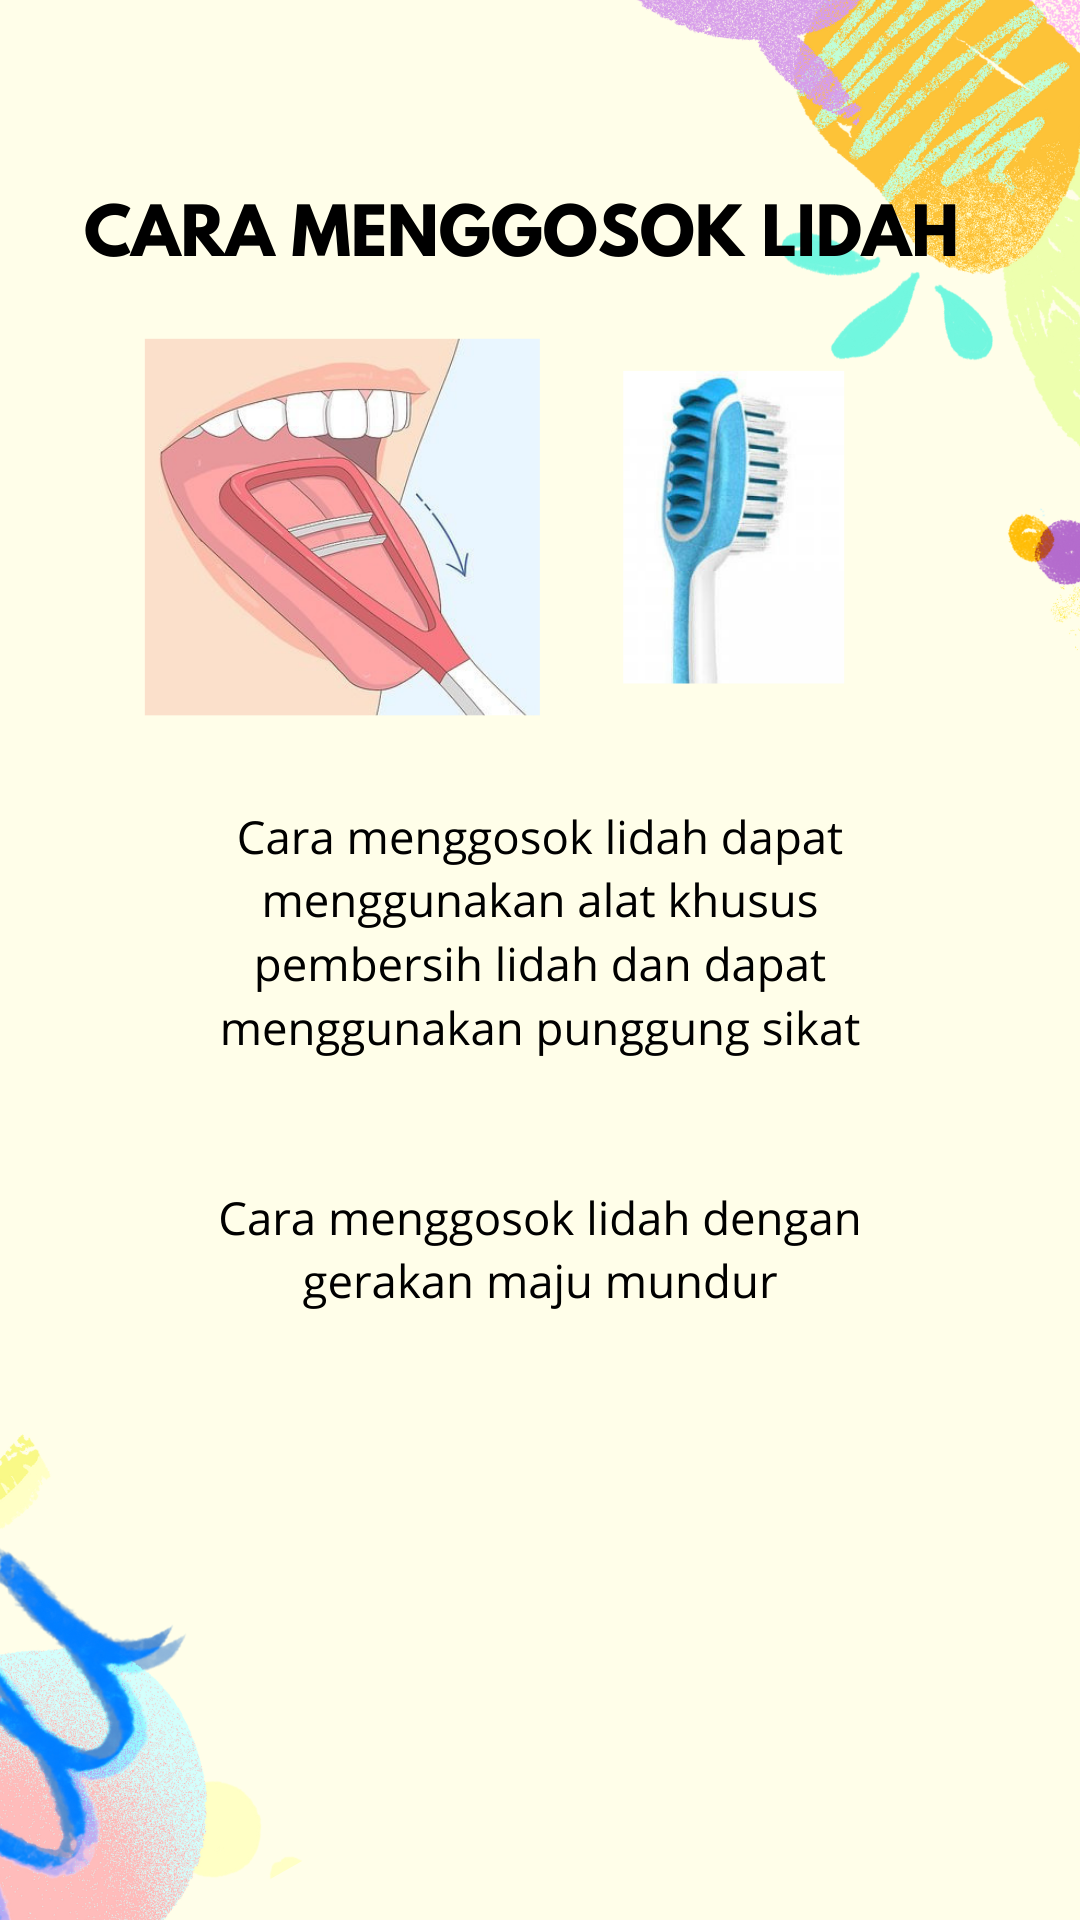 CARA MENGGOSOK LIDAH
Cara menggosok lidah dapat
menggunakan alat khusus
pembersih lidah dan dapat
menggunakan punggung sikat
Cara menggosok lidah dengan
gerakan maju mundur